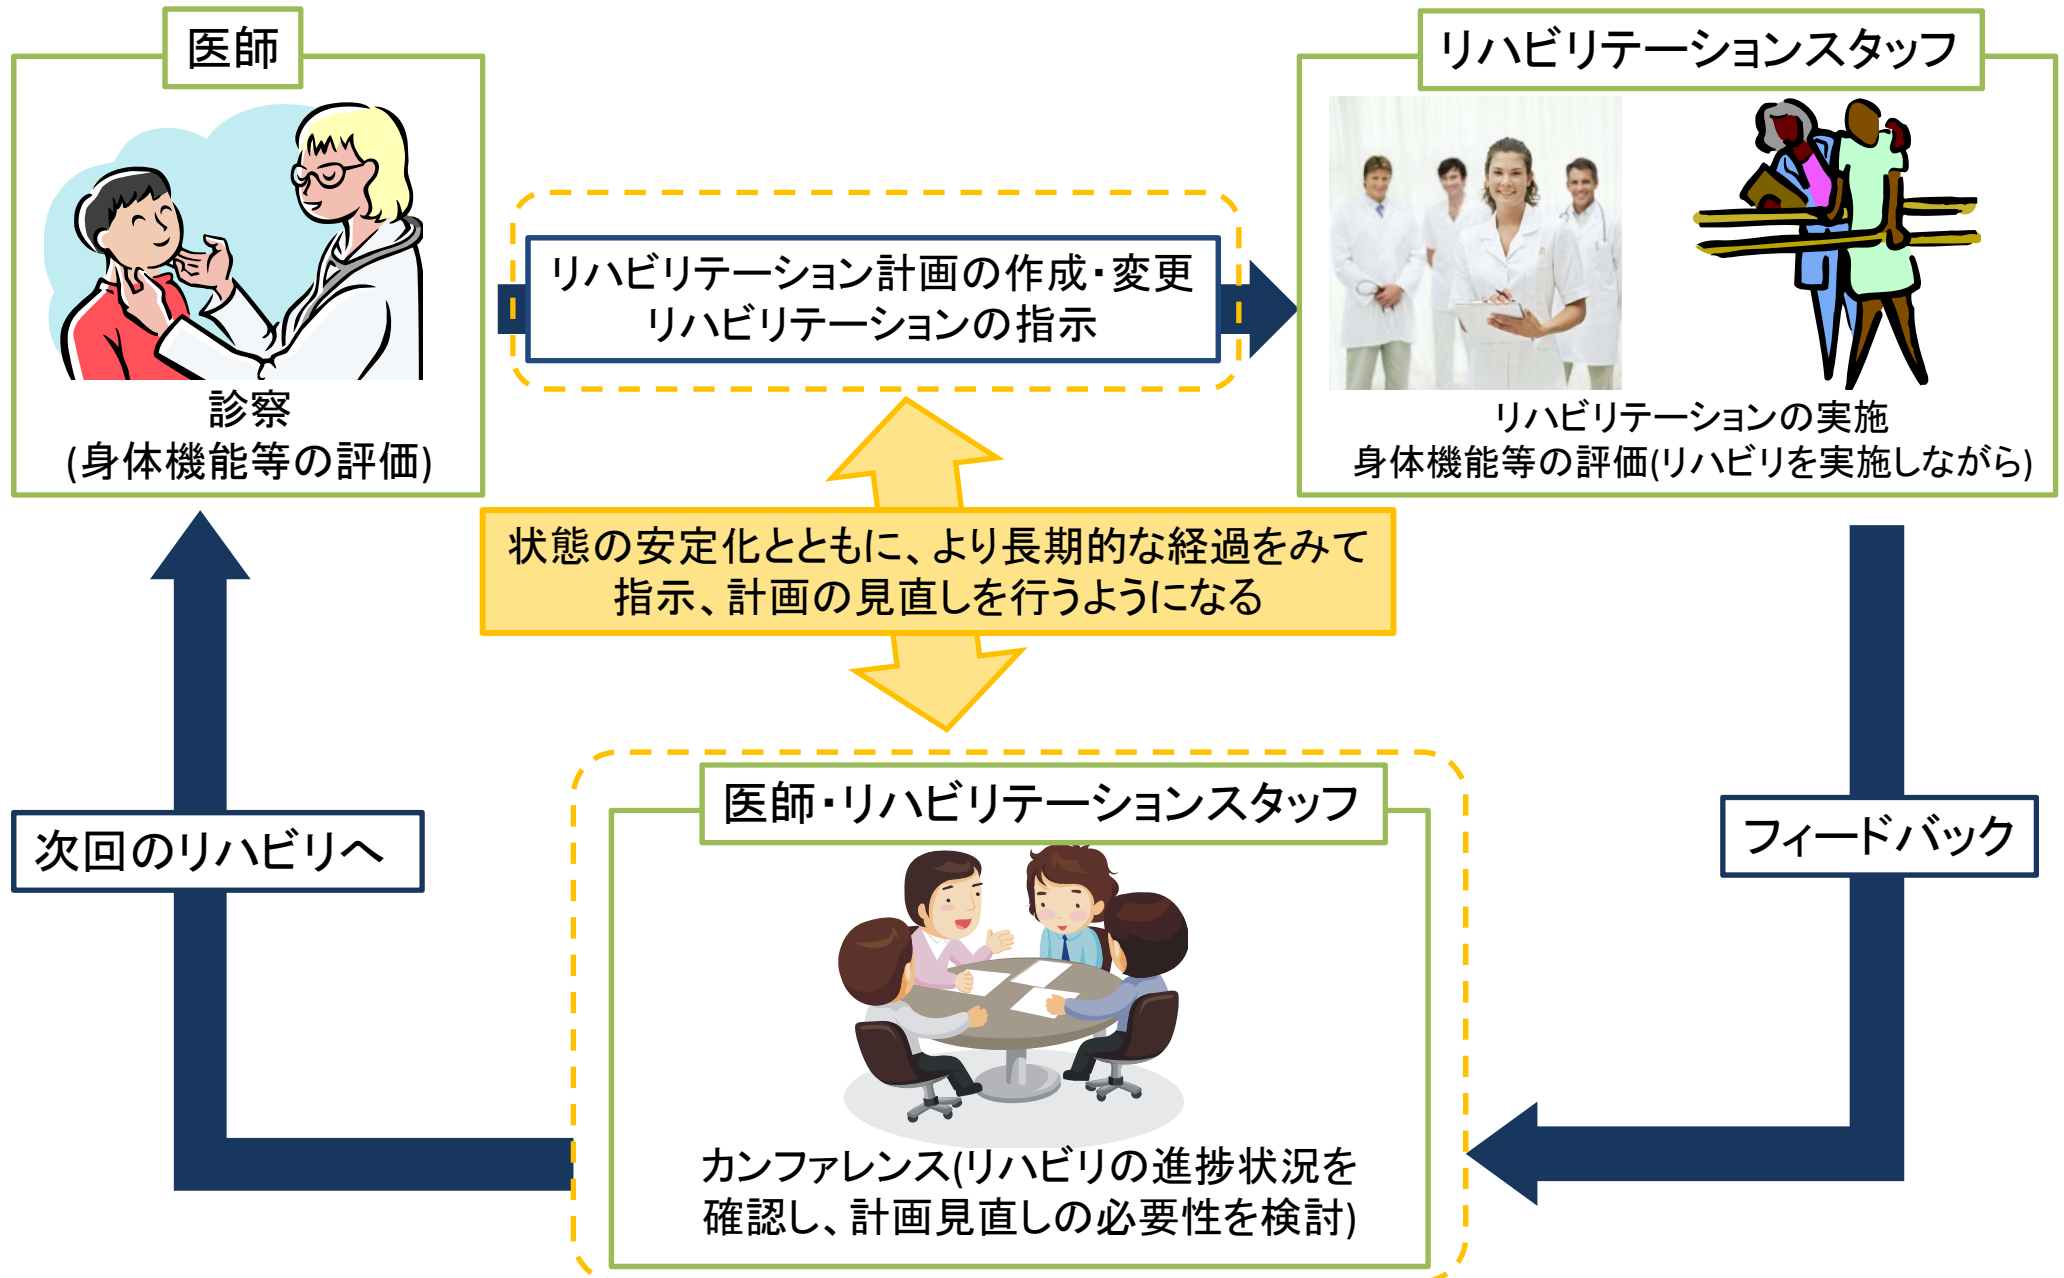 医師
リハビリテーションスタッフ
リハビリテーション計画の作成・変更
リハビリテーションの指示
診察
(身体機能等の評価)
リハビリテーションの実施
身体機能等の評価(リハビリを実施しながら)
状態の安定化とともに、より長期的な経過をみて
指示、計画の見直しを行うようになる
医師・リハビリテーションスタッフ
次回のリハビリへ
フィードバック
カンファレンス(リハビリの進捗状況を
確認し、計画見直しの必要性を検討)